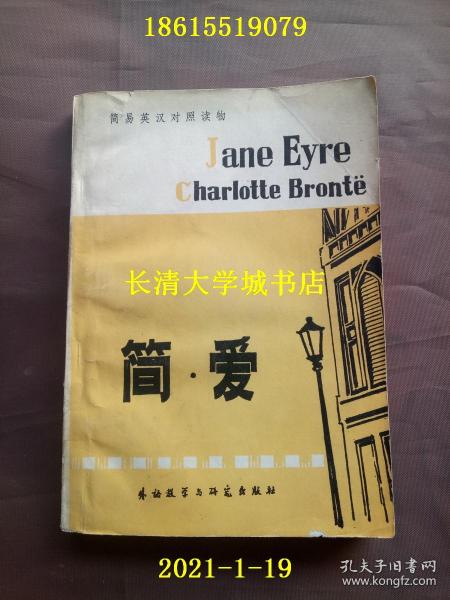 18615519079
简易英汉对照读物
Jane Eyre
Charlotte Brontë
长清大学城书店
简·爱
外语教学与研究出版社
2021-1-19
孔夫子旧书网
www.kongfz.com